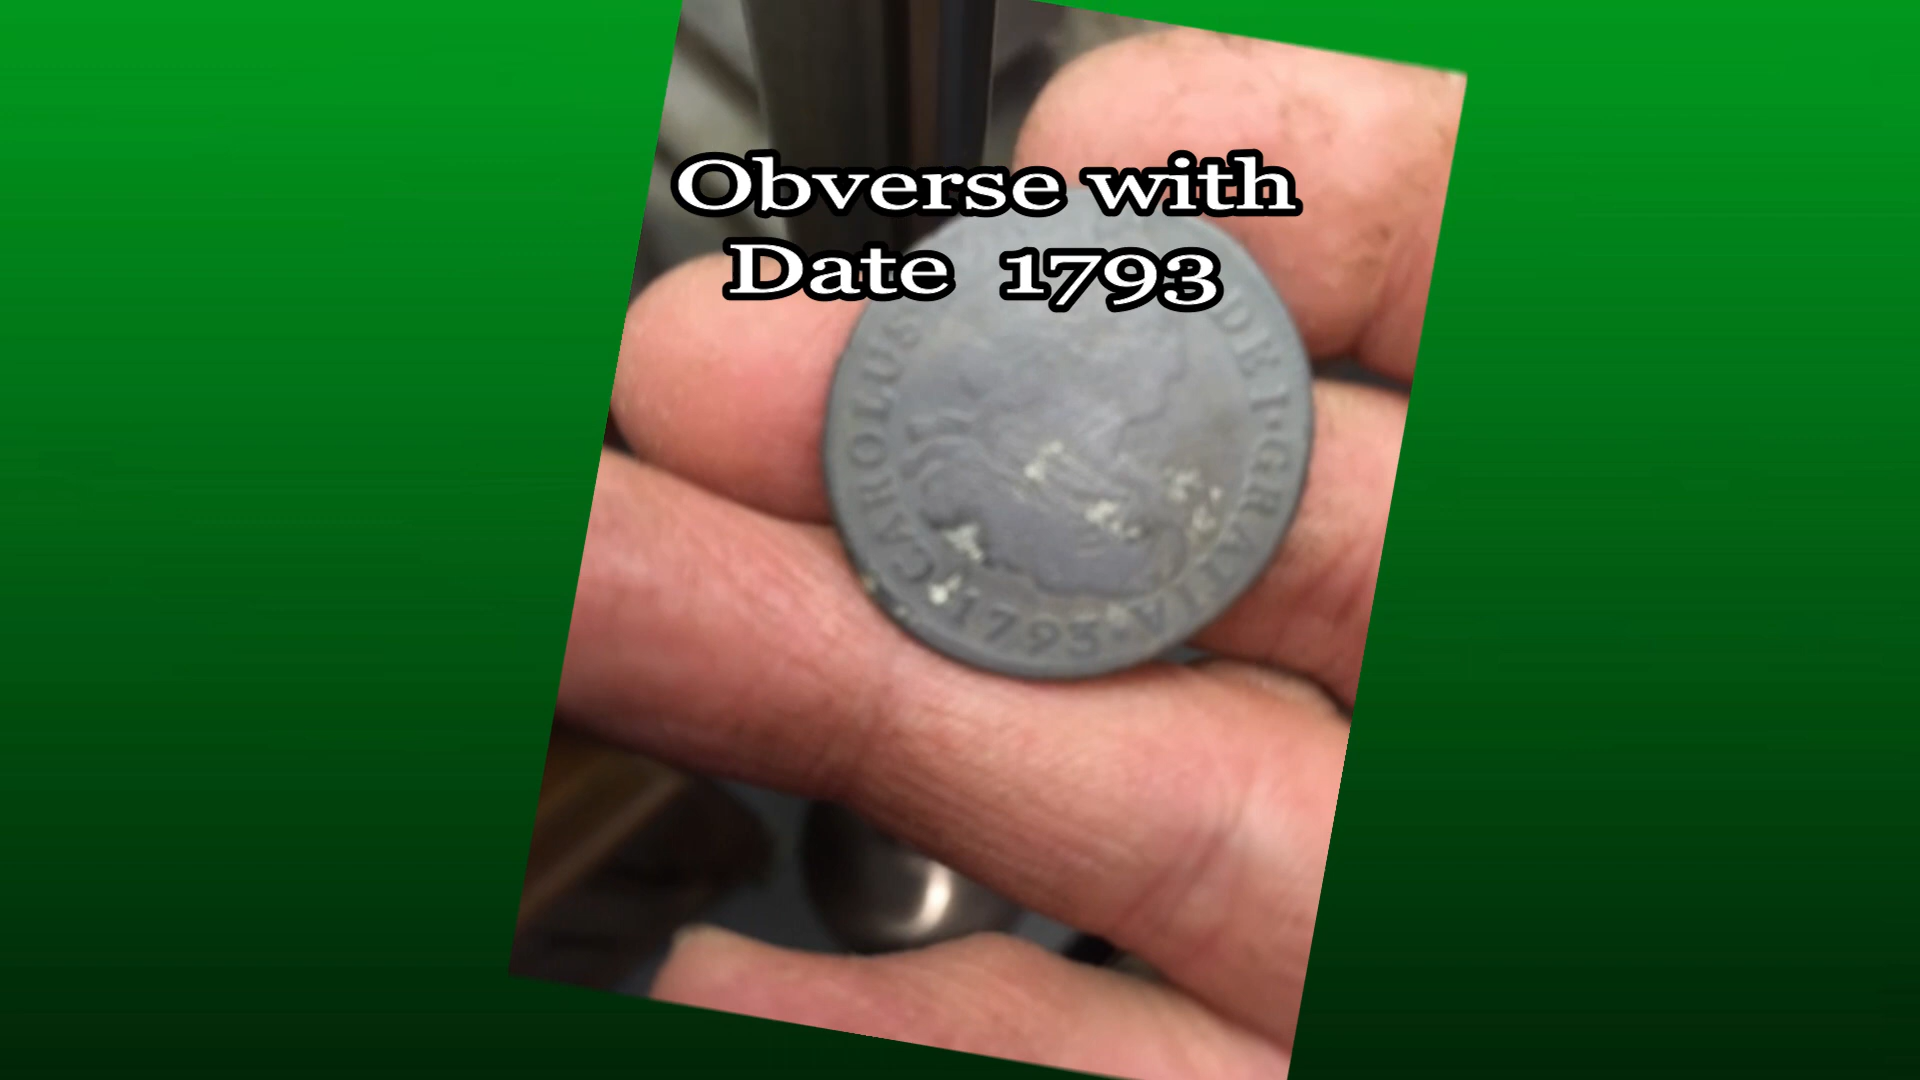 Obverse with
Date 1793
CAROLUS
DEI·GRATIA·
·1793·